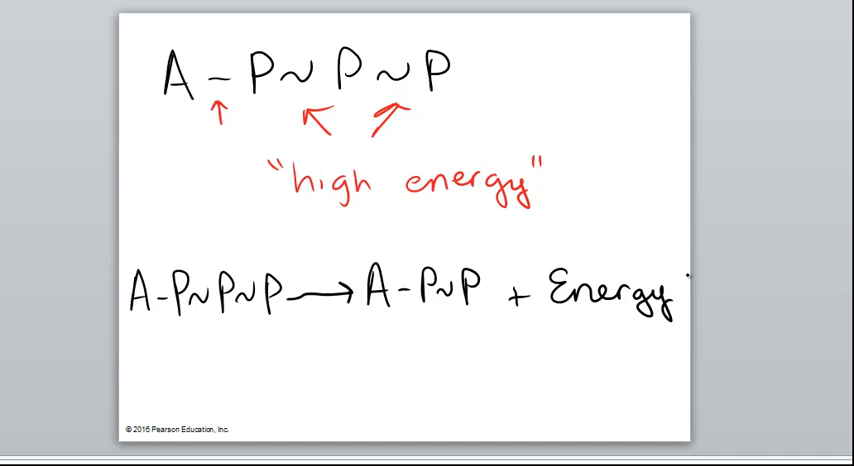 A – P ~ P ~ P
"high energy"
A-P~P~P → A-P~P + Energy
© 2016 Pearson Education, Inc.